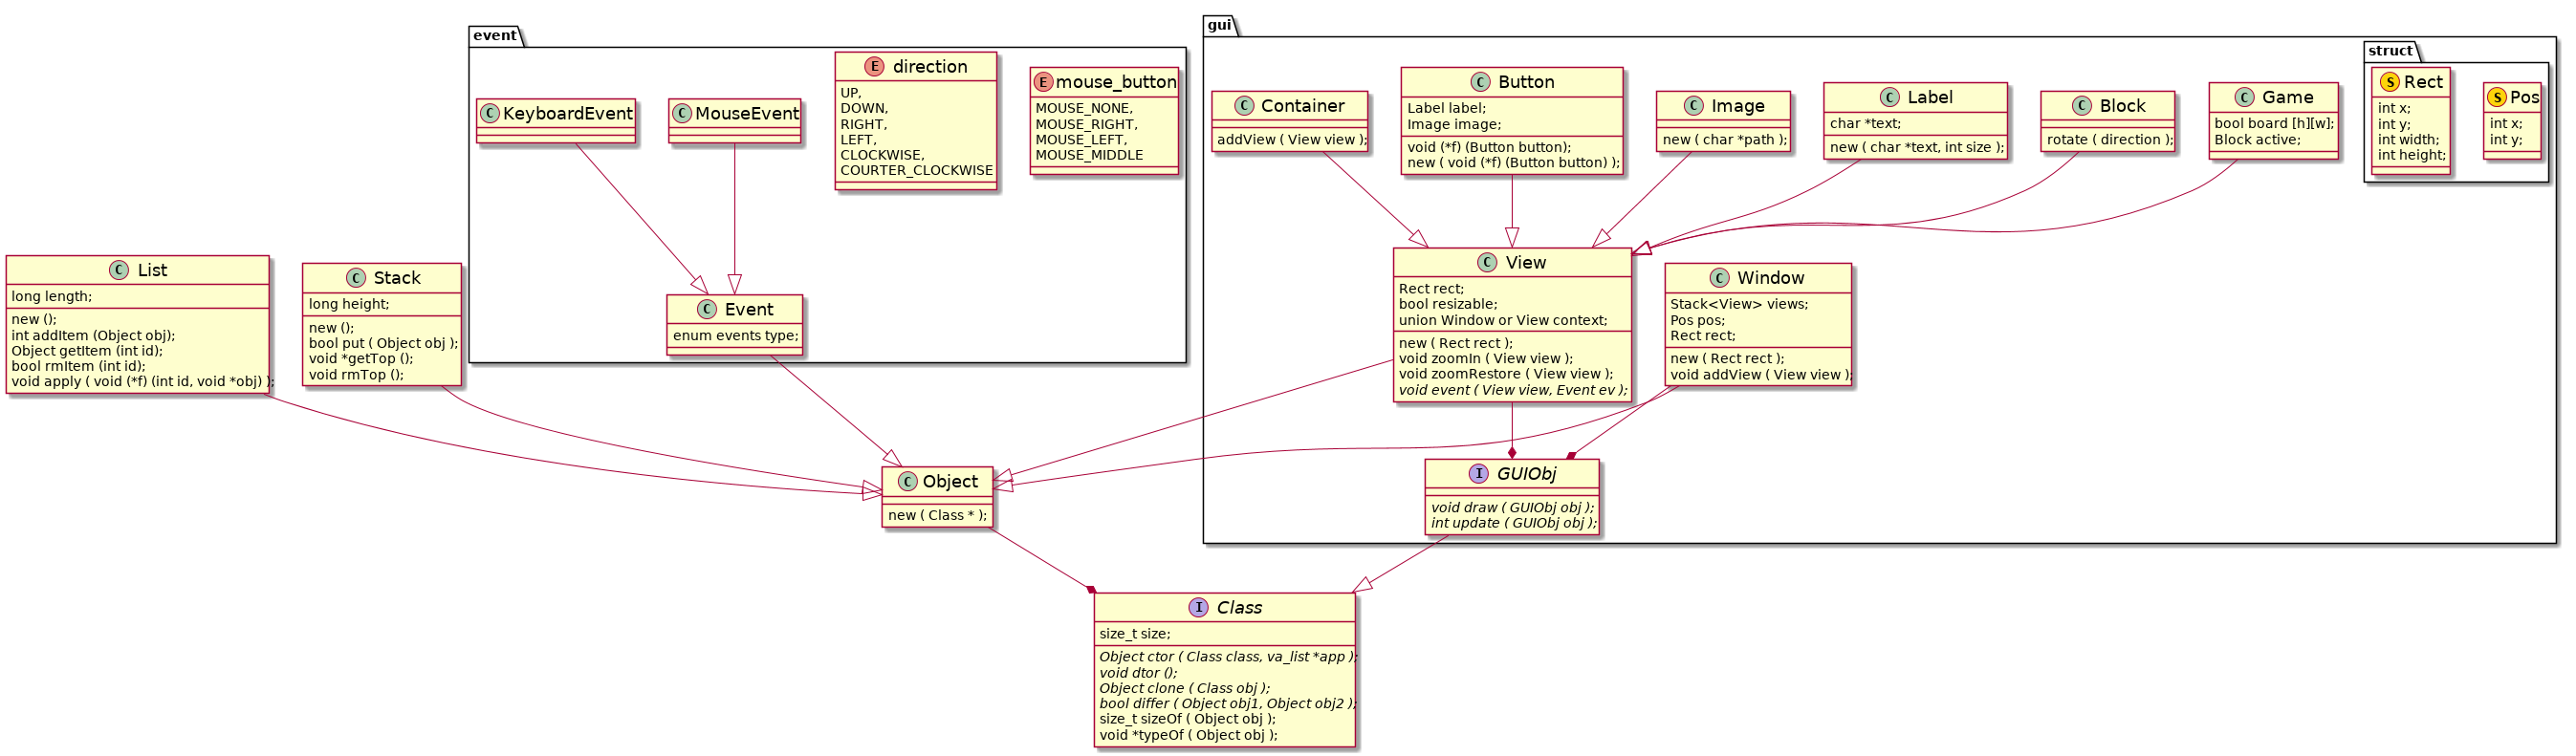 event
C KeyboardEvent
C MouseEvent
E direction
UP,
DOWN,
RIGHT,
LEFT,
CLOCKWISE,
COUNTER_CLOCKWISE
E mouse_button
MOUSE_NONE,
MOUSE_RIGHT,
MOUSE_LEFT,
MOUSE_MIDDLE
C Event
enum events type;
gui
C Container
addView ( View view );
C Button
Label label;
Image image;
void (*f) (Button button);
new ( void (*f) (Button button) );
C Image
new ( char *path );
C Label
char *text;
new ( char *text, int size );
C Block
rotate ( direction );
C Game
bool board [h][w];
Block active;
struct
S Rect
int x;
int y;
int width;
int height;
S Pos
int x;
int y;
C List
long length;
new ();
int addItem (Object obj);
Object getItem (int id);
bool rmItem (int id);
void apply ( void (*f) (int id, void *obj) );
C Stack
long height;
new ();
bool put ( Object obj );
void *getTop ();
void rmTop ();
C View
Rect rect;
bool resizable;
union Window or View context;
new ( Rect rect );
void zoomIn ( View view );
void zoomRestore ( View view );
void event ( View view, Event ev );
C Window
Stack<View> views;
Pos pos;
Rect rect;
new ( Rect rect );
void addView ( View view );
C Object
new ( Class * );
I GUIObj
void draw ( GUIObj obj );
int update ( GUIObj obj );
I Class
size_t size;
Object ctor ( Class class, va_list *app );
void dtor ();
Object clone ( Class obj );
bool differ ( Object obj1, Object obj2 );
size_t sizeOf ( Object obj );
void *typeOf ( Object obj );